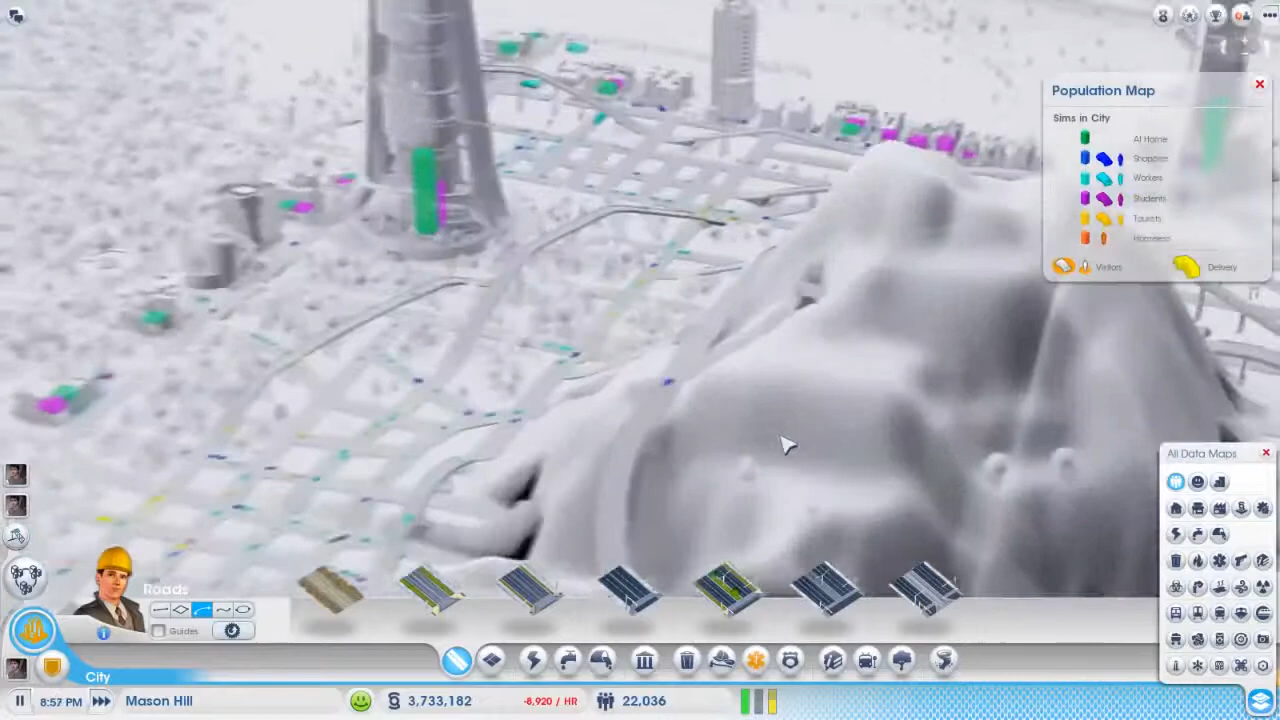 Population Map
Sims in City
At Home
Shoppers
Workers
Students
Tourists
Homeless
Visitors
Delivery
All Data Maps
Roads
Guides
City
8:57 PM
Mason Hill
3,733,182
-8,920 / HR
22,036